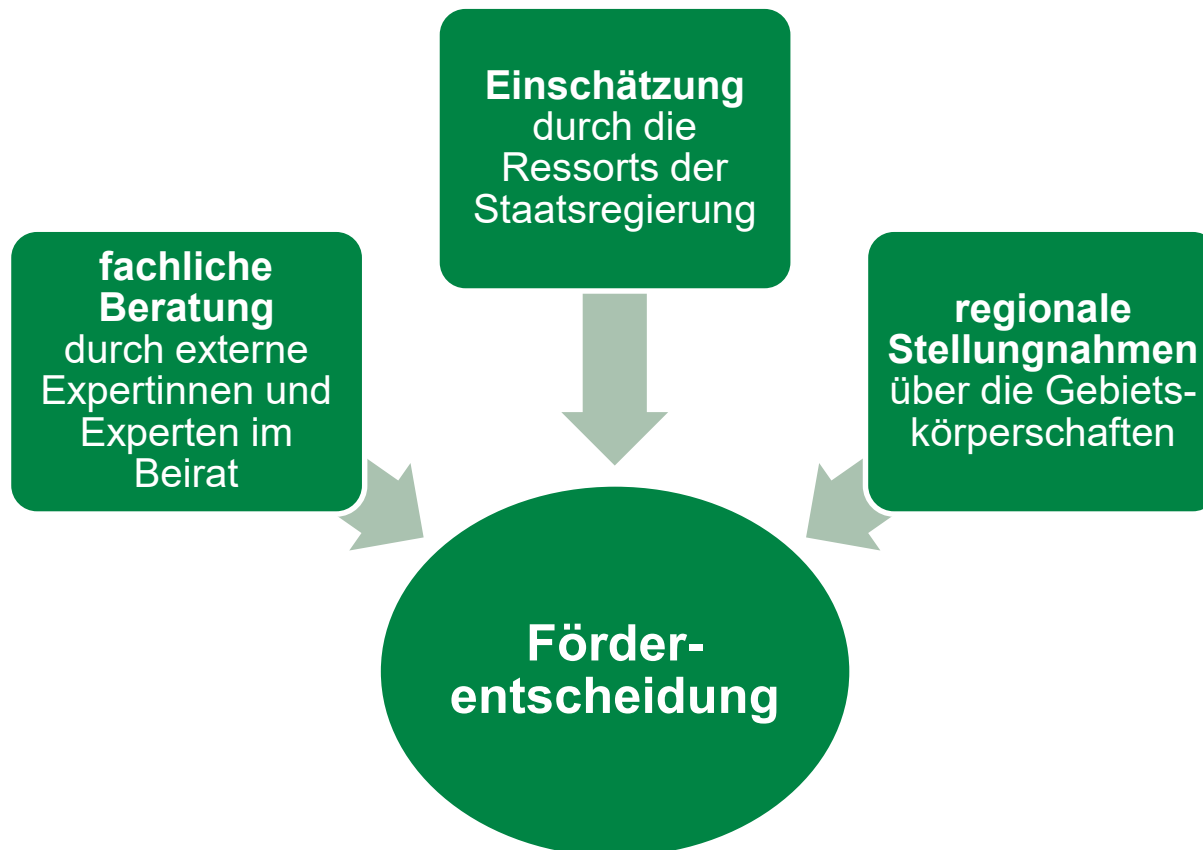 Einschätzung
durch die
Ressorts der
Staatsregierung
fachliche
Beratung
durch externe
Expertinnen und
Experten im
Beirat
regionale
Stellungnahmen
über die Gebiets-
körperschaften
Förder-
entscheidung